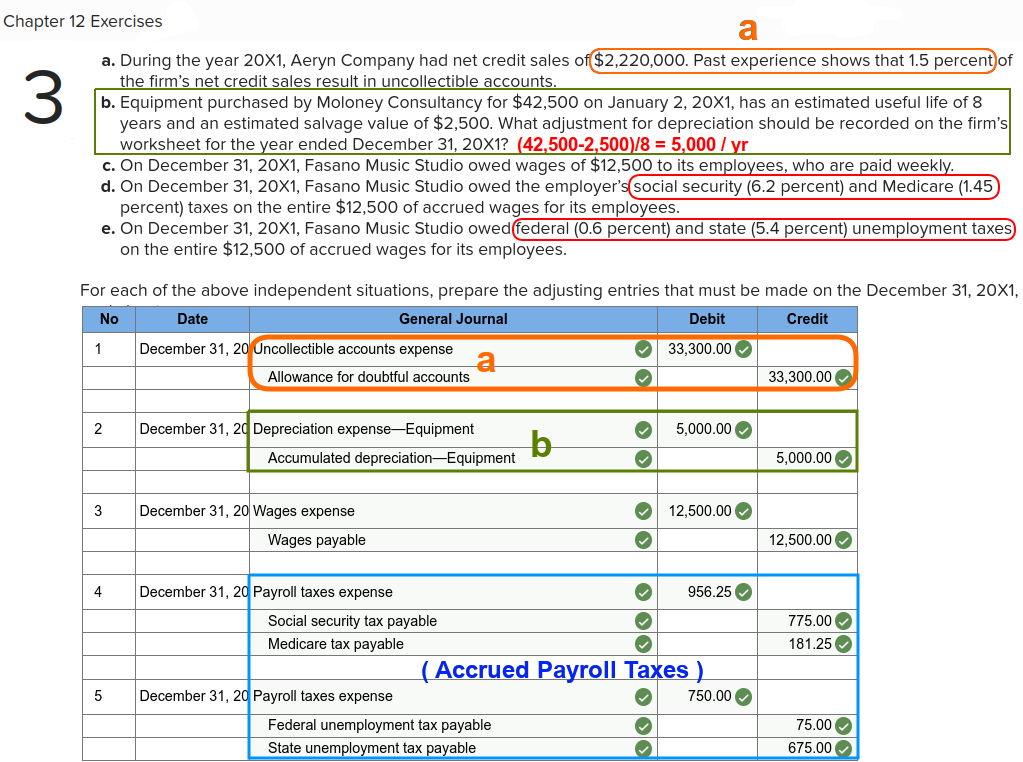 Chapter 12 Exercises
a
3
a. During the year 20X1, Aeryn Company had net credit sales of $2,220,000. Past experience shows that 1.5 percent of
the firm's net credit sales result in uncollectible accounts.
b. Equipment purchased by Moloney Consultancy for $42,500 on January 2, 20X1, has an estimated useful life of 8
years and an estimated salvage value of $2,500. What adjustment for depreciation should be recorded on the firm's
worksheet for the year ended December 31, 20X1? (42,500-2,500)/8 = 5,000 / yr
c. On December 31, 20X1, Fasano Music Studio owed wages of $12,500 to its employees, who are paid weekly.
d. On December 31, 20X1, Fasano Music Studio owed the employer's social security (6.2 percent) and Medicare (1.45
percent) taxes on the entire $12,500 of accrued wages for its employees.
e. On December 31, 20X1, Fasano Music Studio owed federal (0.6 percent) and state (5.4 percent) unemployment taxes
on the entire $12,500 of accrued wages for its employees.
For each of the above independent situations, prepare the adjusting entries that must be made on the December 31, 20X1,
No Date General Journal Debit Credit
1 December 31, 20 Uncollectible accounts expense 33,300.00
a
Allowance for doubtful accounts 33,300.00
2 December 31, 20 Depreciation expense—Equipment 5,000.00
b
Accumulated depreciation—Equipment 5,000.00
3 December 31, 20 Wages expense 12,500.00
Wages payable 12,500.00
4 December 31, 20 Payroll taxes expense 956.25
Social security tax payable 775.00
Medicare tax payable 181.25
( Accrued Payroll Taxes )
5 December 31, 20 Payroll taxes expense 750.00
Federal unemployment tax payable 75.00
State unemployment tax payable 675.00